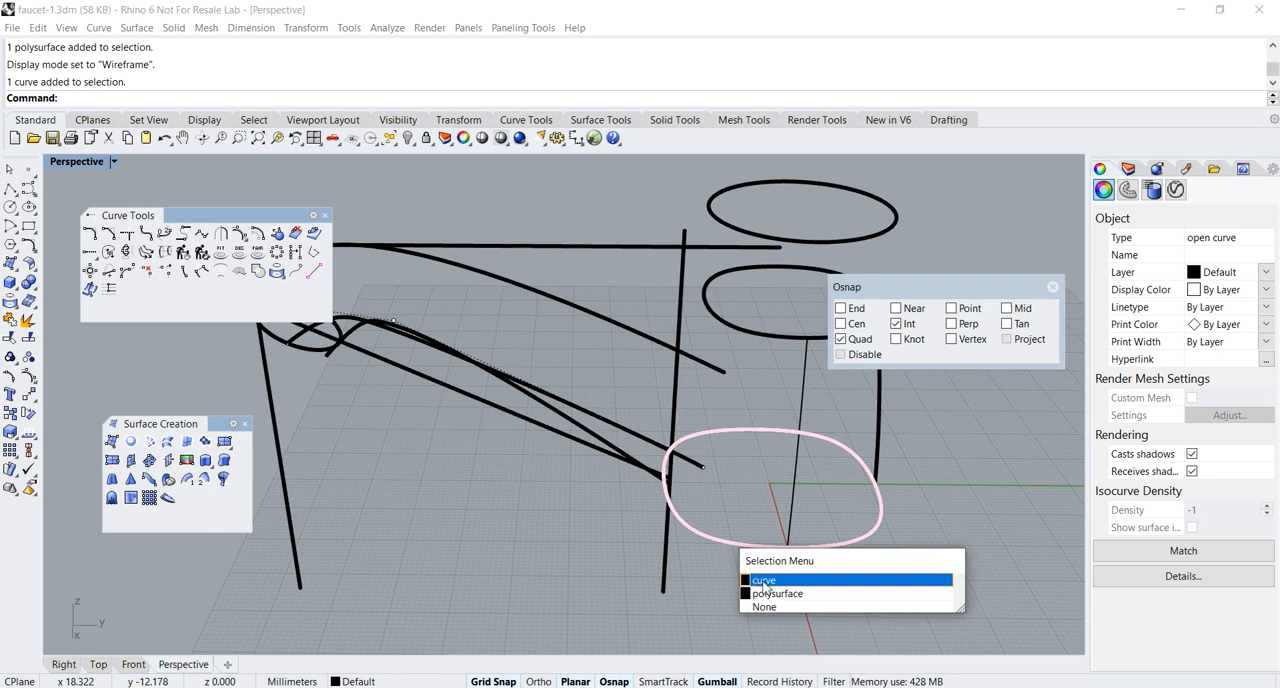 faucet-1.3dm (58 KB) - Rhino 6 Not For Resale Lab - [Perspective]
File Edit View Curve Surface Solid Mesh Dimension Transform Tools Analyze Render Panels Paneling Tools Help
1 polysurface added to selection.
Display mode set to "Wireframe".
1 curve added to selection.
Command:
Standard CPlanes Set View Display Select Viewport Layout Visibility Transform Curve Tools Surface Tools Solid Tools Mesh Tools Render Tools New in V6 Drafting
Perspective
Curve Tools
Surface Creation
Osnap
End Near Point Mid
Cen Int Perp Tan
Quad Knot Vertex Project
Disable
Selection Menu
curve
polysurface
None
z
y
x
Object
Type open curve
Name
Layer Default
Display Color By Layer
Linetype By Layer
Print Color By Layer
Print Width By Layer
Hyperlink ...
Render Mesh Settings
Custom Mesh
Settings Adjust...
Rendering
Casts shadows
Receives shad...
Isocurve Density
Density -1
Show surface i...
Match
Details...
Right Top Front Perspective
CPlane x 18.322 y -12.178 z 0.000 Millimeters Default Grid Snap Ortho Planar Osnap SmartTrack Gumball Record History Filter Memory use: 428 MB